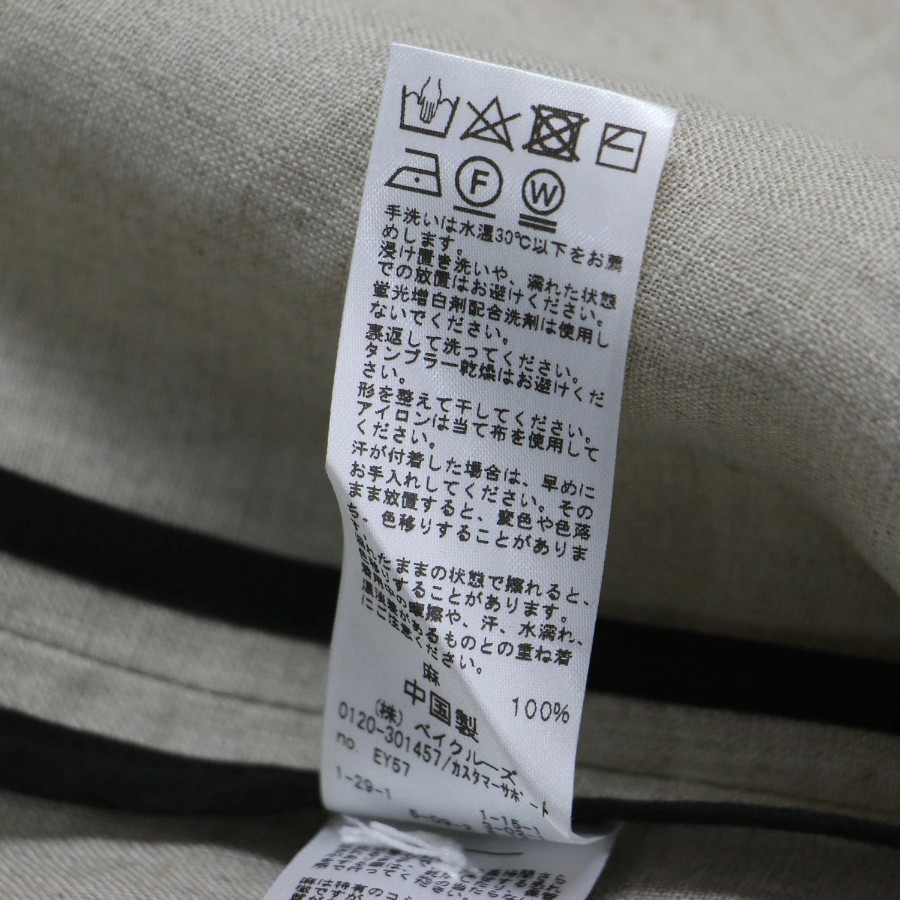 F W
手洗いは水温30℃以下をお薦
めします。
浸け置き洗いや、濡れた状態
での放置はお避けください。
蛍光増白剤配合洗剤は使用し
ないでください。
裏返して洗ってください。
タンブラー乾燥はお避けくだ
さい。
形を整えて干してください。
アイロンは当て布を使用して
ください。
汗が付着した場合は、早めに
お手入れしてください。その
まま放置すると、変色や色落
ち、色移りすることがありま
す。
濡れたままの状態で擦れると、
することがあります。
摩擦や、汗、水濡れ、
があるものとの重ね着
にご注意ください。
麻 100%
中国製
(株) ベイクルーズ
0120-301457/カスタマーサポート
no. EY57
1-29-1
1-15-1